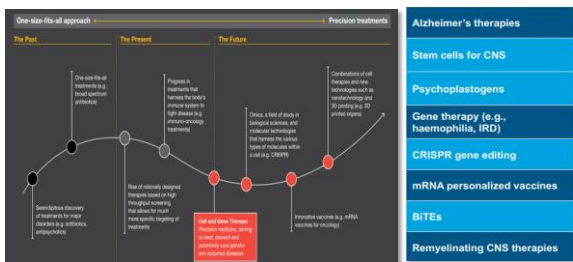 One-size-fits-all approach
Precision treatments
The Past
The Present
The Future
One-size-fits-all
treatments (e.g.
broad spectrum
antibiotics)
Progress in
treatments that
harness the body's
immune system to
fight disease (e.g.
immuno-oncology
treatments)
Combinations of cell
therapies and new
technologies such as
nanotechnology and
3D printing (e.g. 3D
printed organs)
Omics, a field of study in
biological sciences, and
molecular technologies
that harness the various
types of molecules within
a cell (e.g. CRISPR)
Serendipitous discovery
of treatments for major
disorders (e.g. antibiotics,
antipsychotics)
Rise of rationally designed
therapies based on high
throughput screening
that allows for much
more specific targeting of
treatments
Cell and Gene Therapy:
Precision medicine, aiming
to treat, prevent and
potentially cure genetic
and acquired diseases
Innovative vaccines (e.g. mRNA
vaccines for oncology)
Alzheimer's therapies
Stem cells for CNS
Psychoplastogens
Gene therapy (e.g.,
haemophilia, IRD)
CRISPR gene editing
mRNA personalized vaccines
BiTEs
Remyelinating CNS therapies